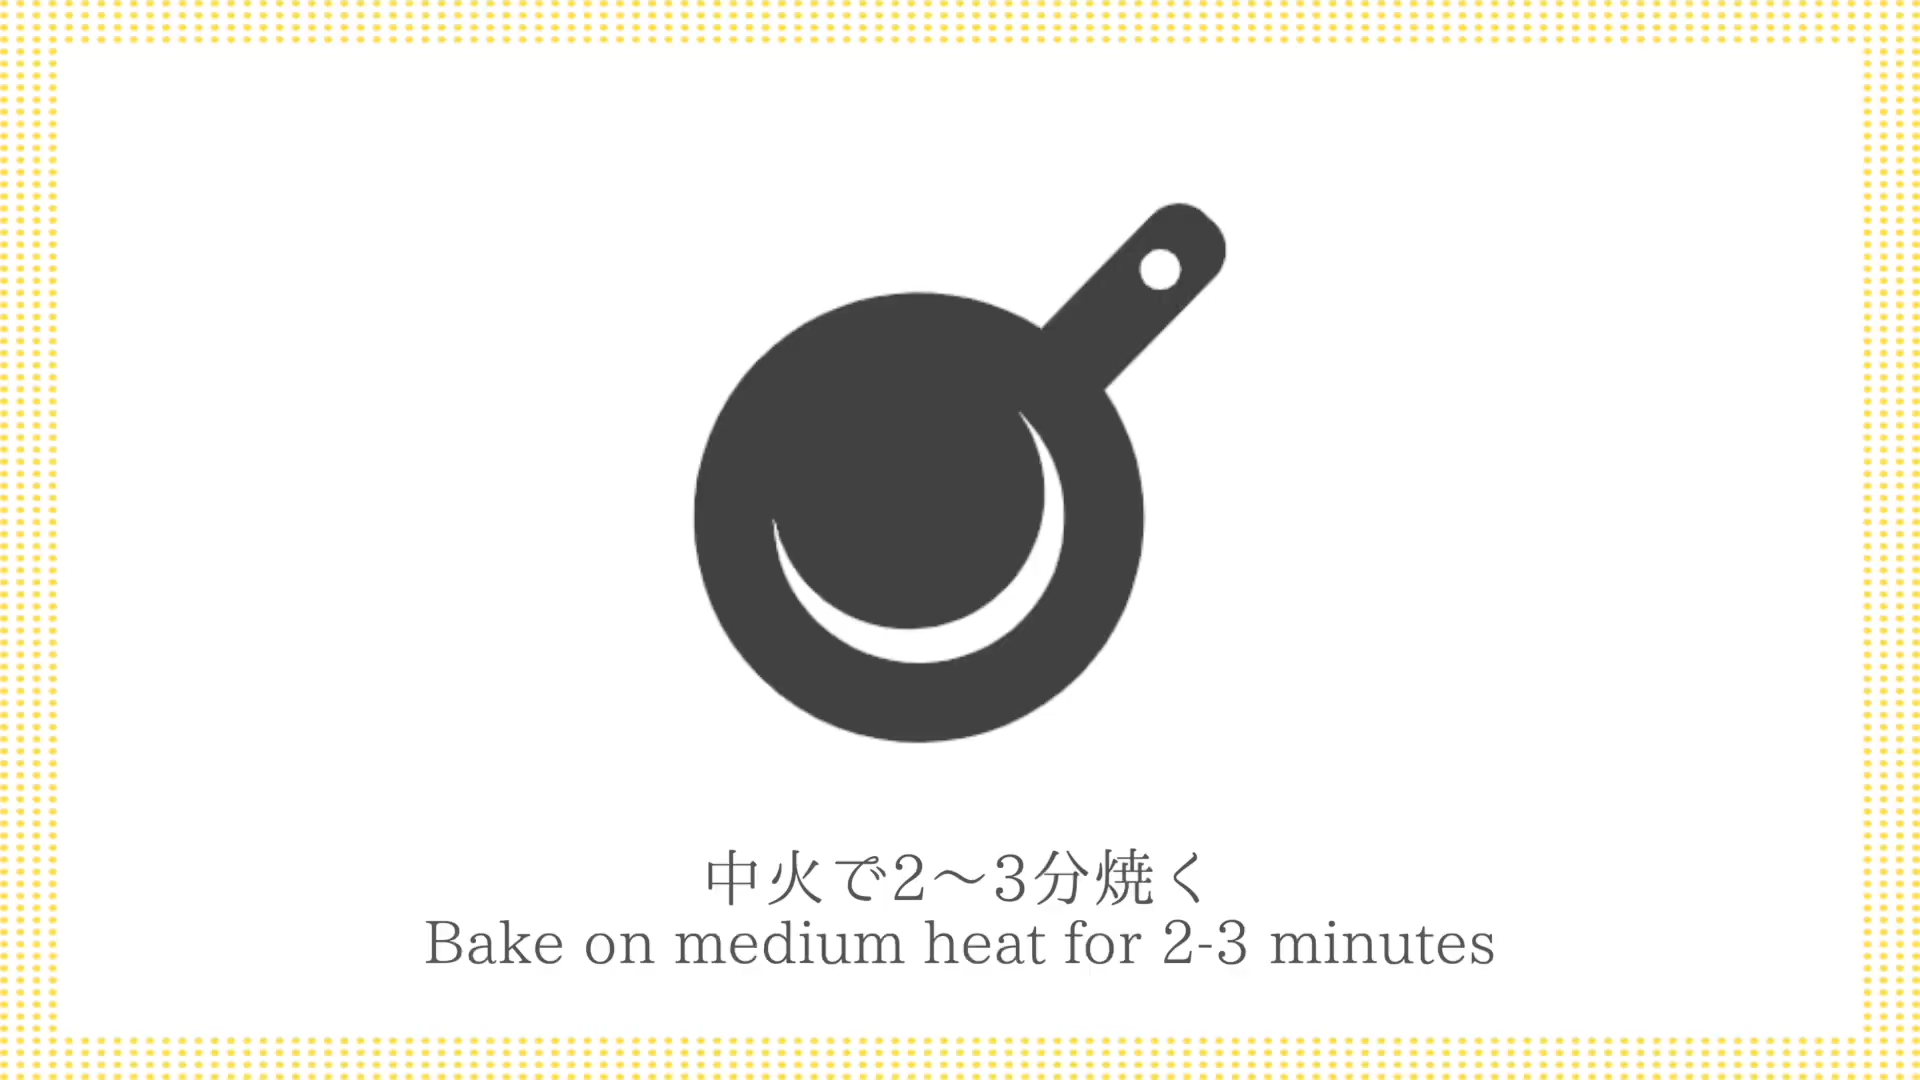 中火で2〜3分焼く
Bake on medium heat for 2-3 minutes